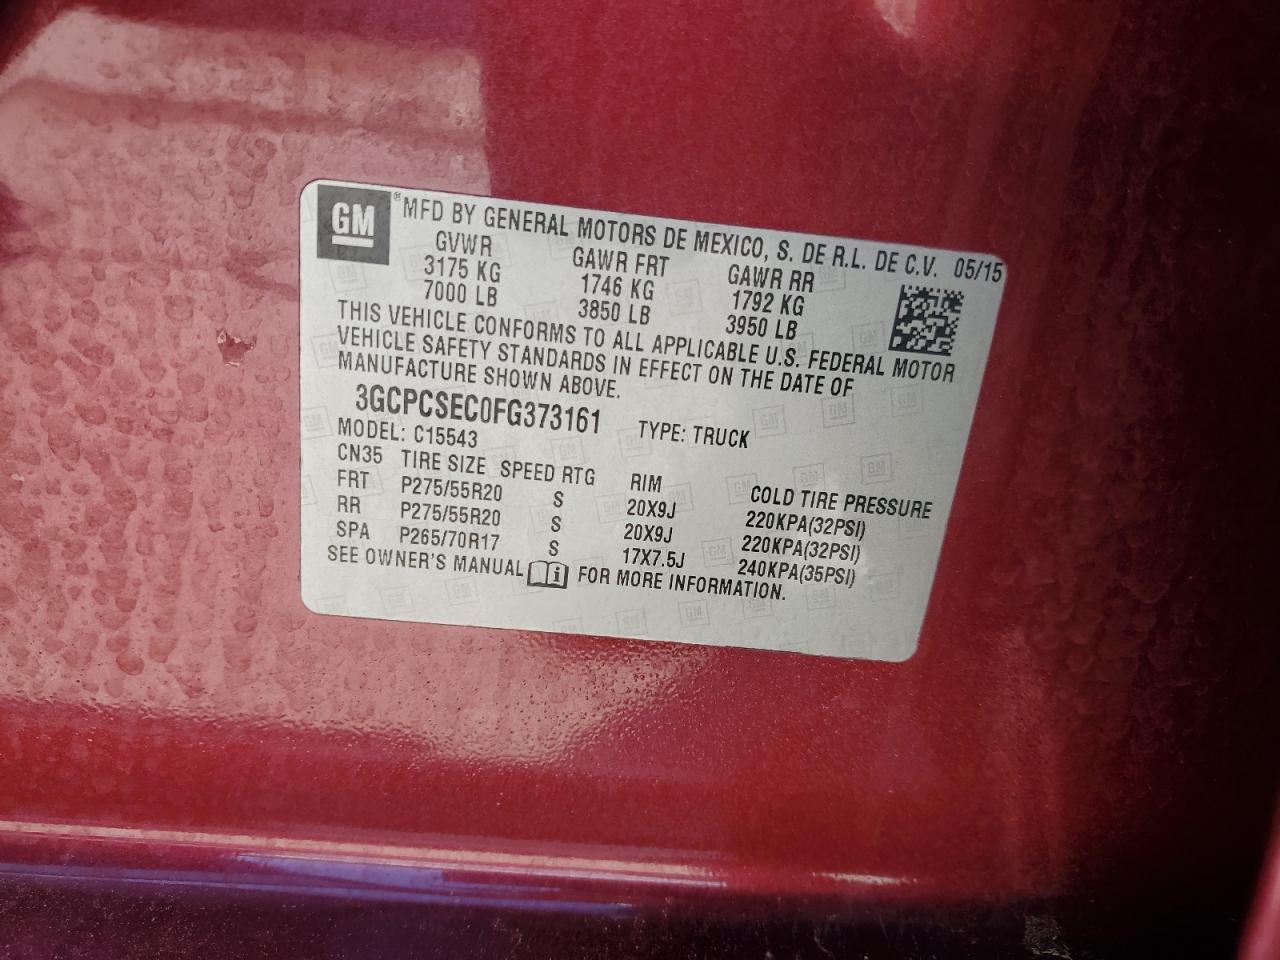 GM ® MFD BY GENERAL MOTORS DE MEXICO, S. DE R.L. DE C.V. 05/15
GVWR GAWR FRT GAWR RR
3175 KG 1746 KG 1792 KG
7000 LB 3850 LB 3950 LB
THIS VEHICLE CONFORMS TO ALL APPLICABLE U.S. FEDERAL MOTOR
VEHICLE SAFETY STANDARDS IN EFFECT ON THE DATE OF
MANUFACTURE SHOWN ABOVE.
3GCPCSEC0FG373161 TYPE: TRUCK
MODEL: C15543
CN35 TIRE SIZE SPEED RTG RIM COLD TIRE PRESSURE
FRT P275/55R20 S 20X9J 220KPA(32PSI)
RR P275/55R20 S 20X9J 220KPA(32PSI)
SPA P265/70R17 S 17X7.5J 240KPA(35PSI)
SEE OWNER'S MANUAL i FOR MORE INFORMATION.